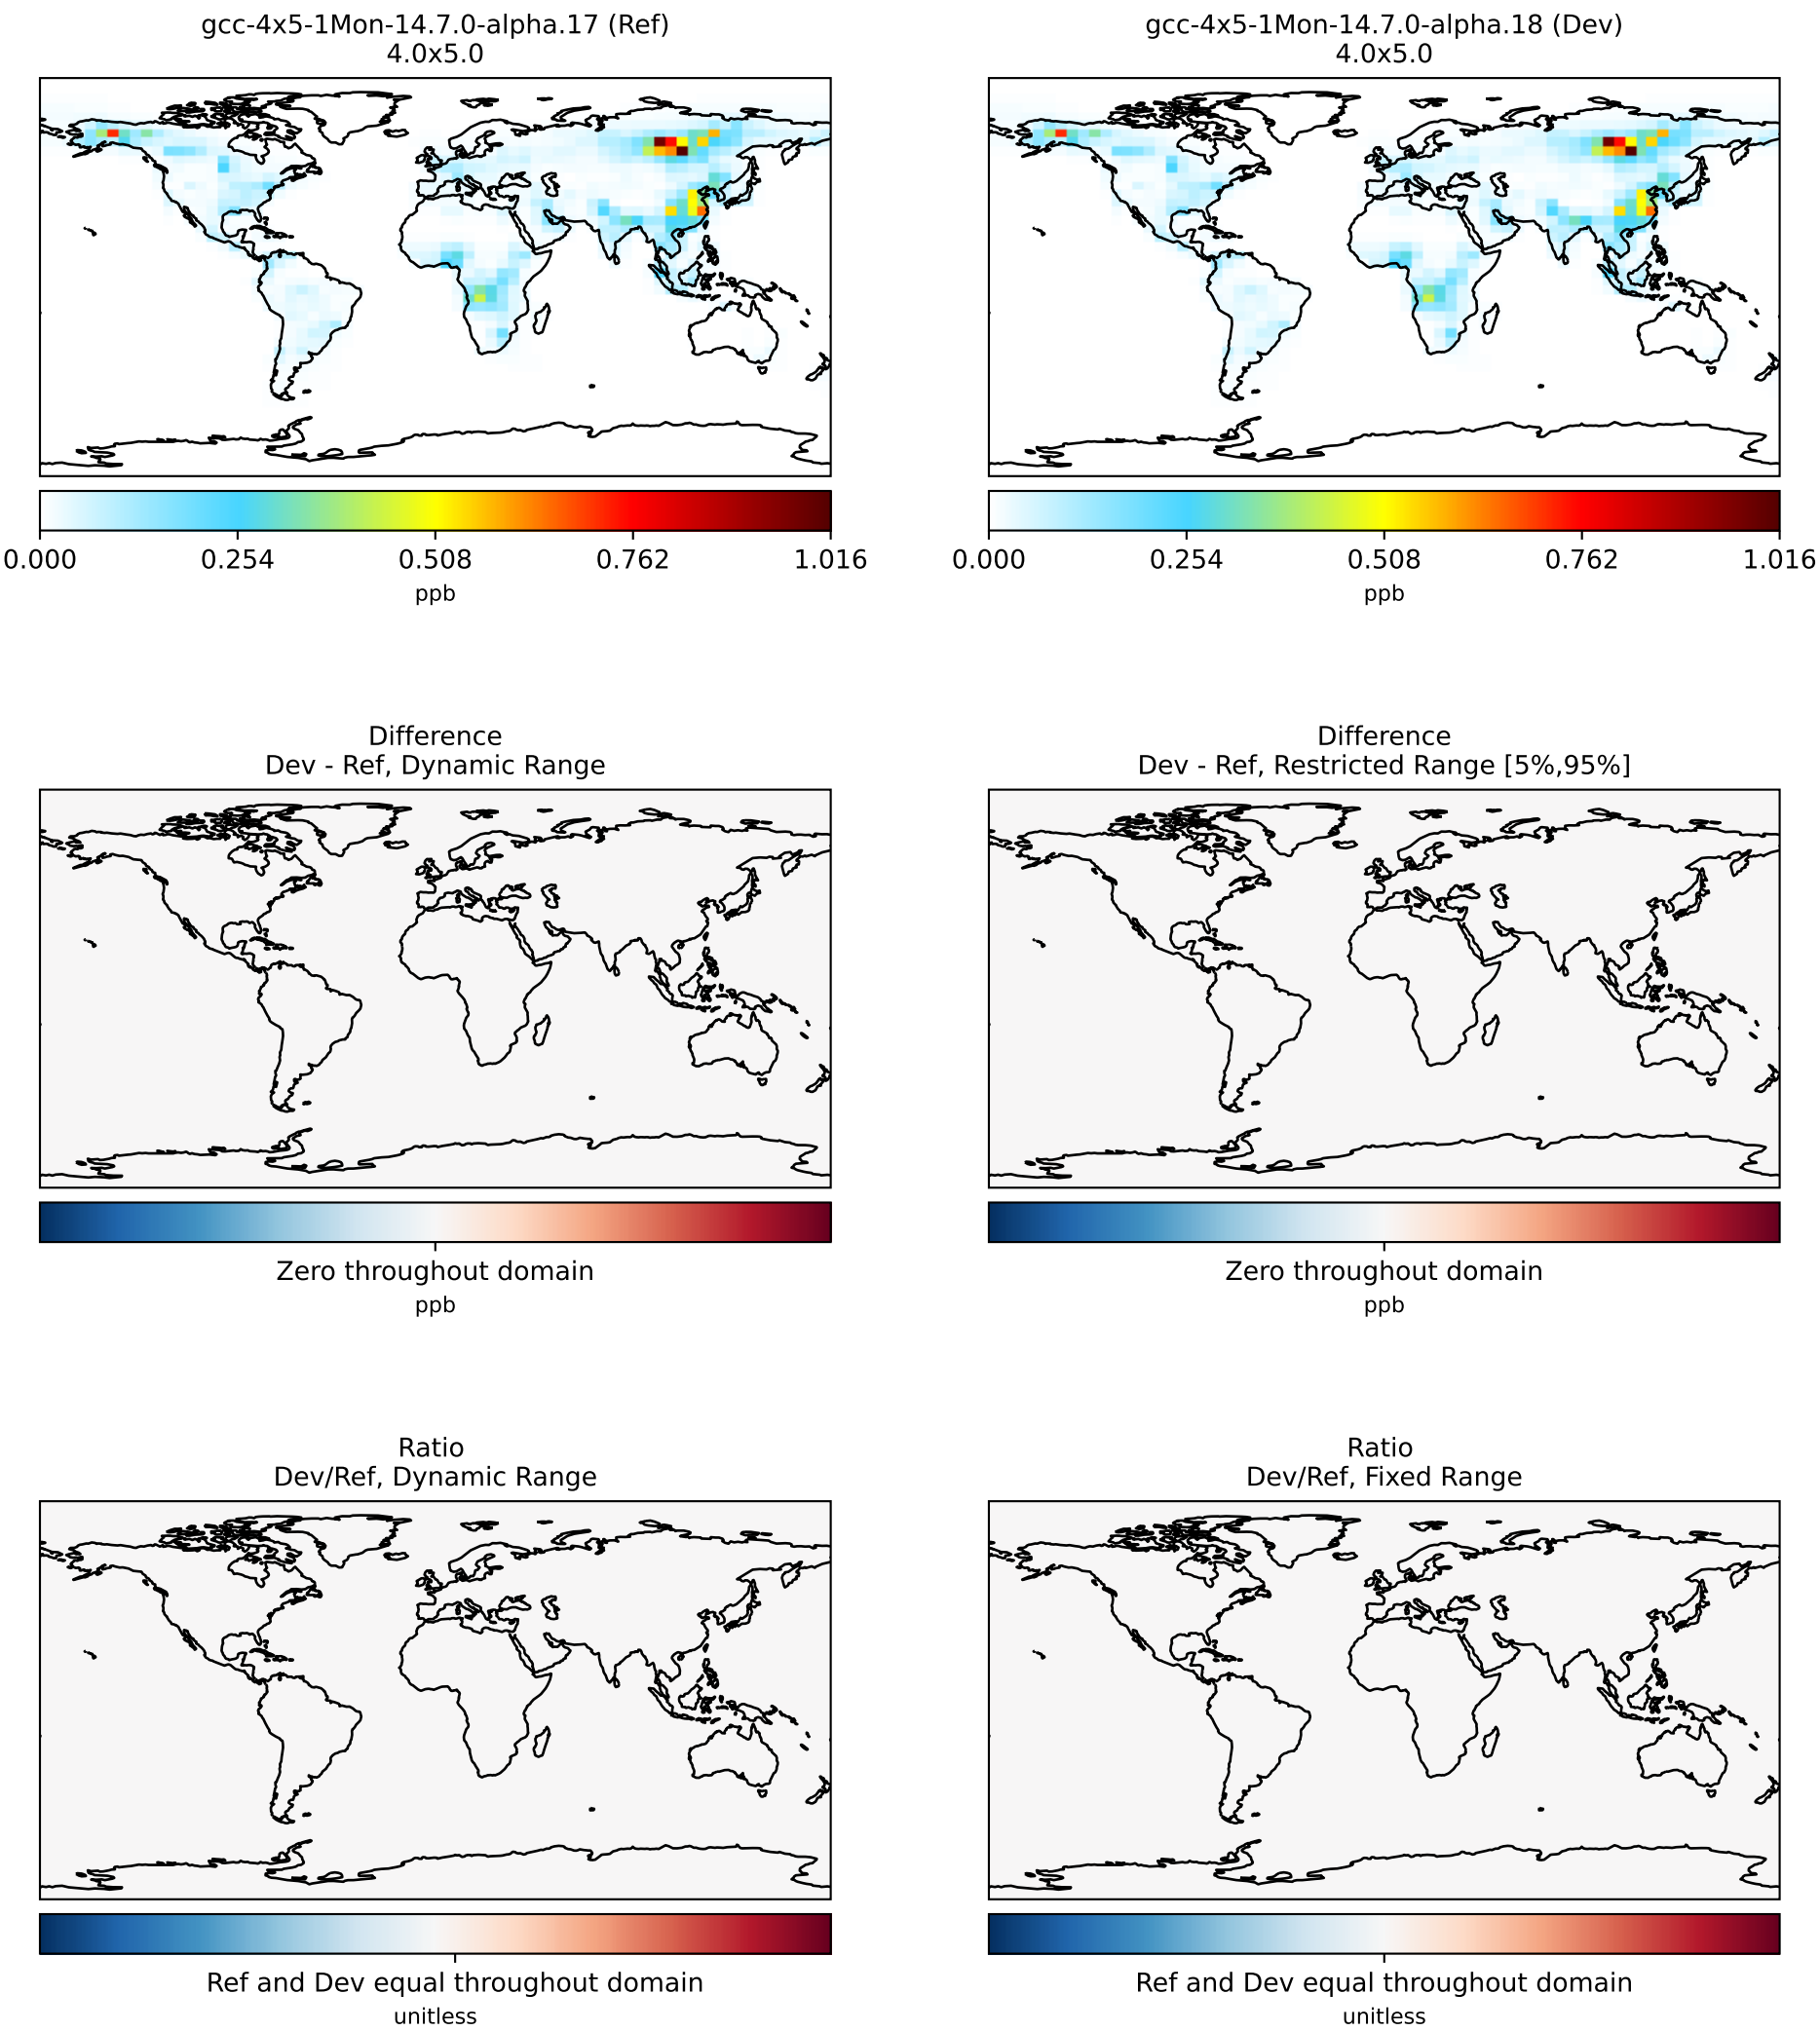 gcc-4x5-1Mon-14.7.0-alpha.17 (Ref)
4.0x5.0
gcc-4x5-1Mon-14.7.0-alpha.18 (Dev)
4.0x5.0
0.000 0.254 0.508 0.762 1.016
ppb
0.000 0.254 0.508 0.762 1.016
ppb
Difference
Dev - Ref, Dynamic Range
Difference
Dev - Ref, Restricted Range [5%,95%]
Zero throughout domain
ppb
Zero throughout domain
ppb
Ratio
Dev/Ref, Dynamic Range
Ratio
Dev/Ref, Fixed Range
Ref and Dev equal throughout domain
unitless
Ref and Dev equal throughout domain
unitless